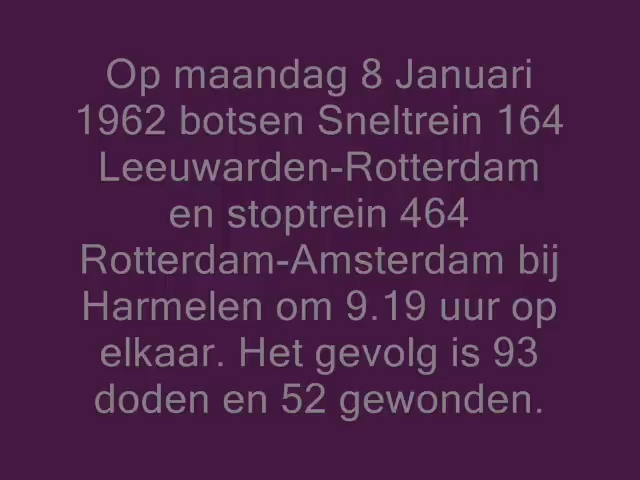 Op maandag 8 Januari
1962 botsen Sneltrein 164
Leeuwarden-Rotterdam
en stoptrein 464
Rotterdam-Amsterdam bij
Harmelen om 9.19 uur op
elkaar. Het gevolg is 93
doden en 52 gewonden.